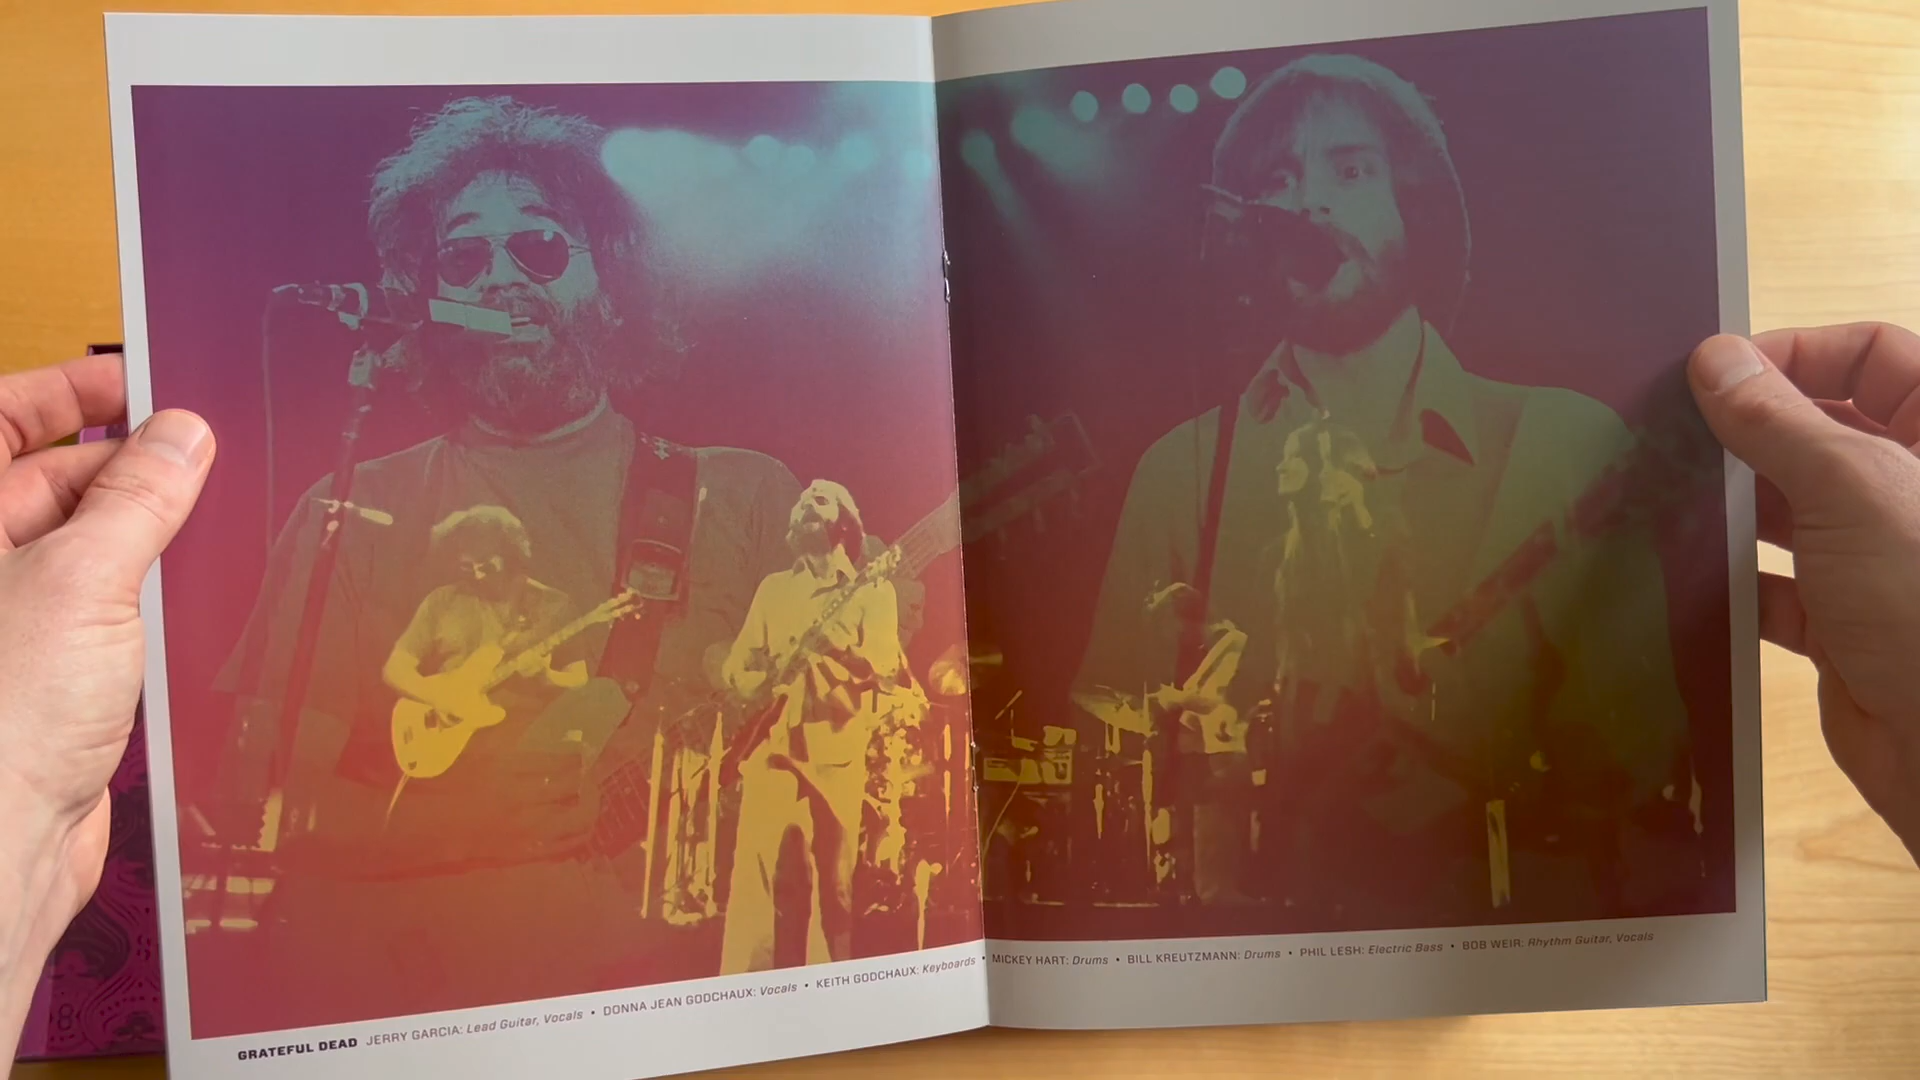 GRATEFUL DEAD JERRY GARCIA: Lead Guitar, Vocals • DONNA JEAN GODCHAUX: Vocals • KEITH GODCHAUX: Keyboards • MICKEY HART: Drums • BILL KREUTZMANN: Drums • PHIL LESH: Electric Bass • BOB WEIR: Rhythm Guitar, Vocals